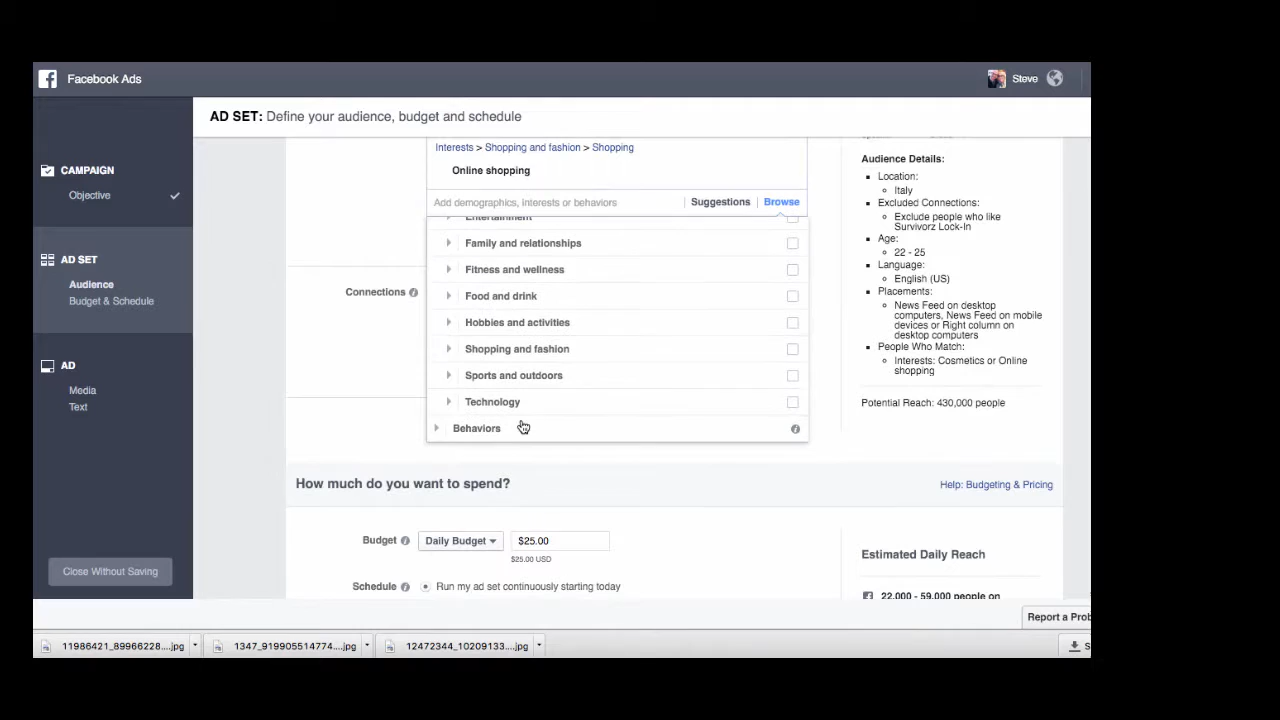 Facebook Ads
Steve
AD SET: Define your audience, budget and schedule
CAMPAIGN
Objective
AD SET
Audience
Budget & Schedule
AD
Media
Text
Close Without Saving
Interests > Shopping and fashion > Shopping
Online shopping
Add demographics, interests or behaviors
Suggestions
Browse
Entertainment
Family and relationships
Fitness and wellness
Food and drink
Hobbies and activities
Shopping and fashion
Sports and outdoors
Technology
Behaviors
Connections
Audience Details:
Location:
Italy
Excluded Connections:
Exclude people who like
Survivorz Lock-In
Age:
22 - 25
Language:
English (US)
Placements:
News Feed on desktop
computers, News Feed on mobile
devices or Right column on
desktop computers
People Who Match:
Interests: Cosmetics or Online
shopping
Potential Reach: 430,000 people
How much do you want to spend?
Help: Budgeting & Pricing
Budget
Daily Budget
$25.00
$25.00 USD
Schedule
Run my ad set continuously starting today
Estimated Daily Reach
22,000 - 59,000 people on
Report a Prob
11986421_89966228....jpg
1347_919905514774....jpg
12472344_10209133....jpg
S